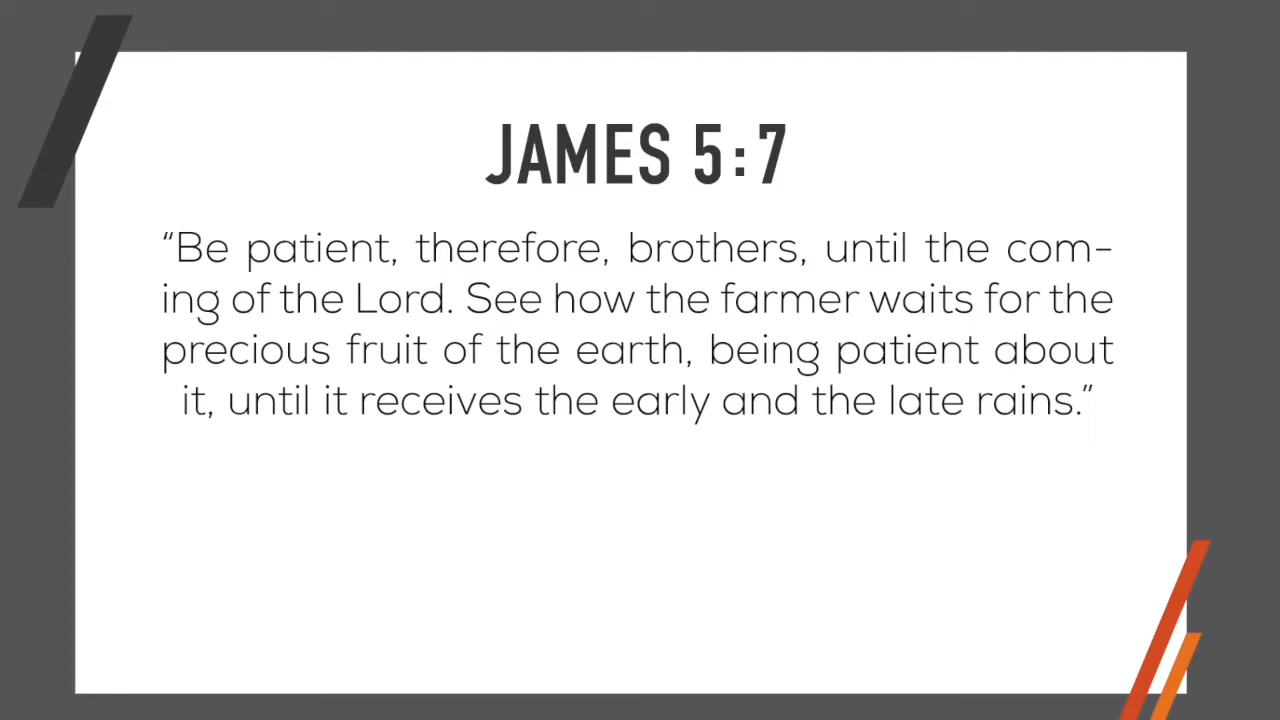 JAMES 5:7
“Be patient, therefore, brothers, until the com-
ing of the Lord. See how the farmer waits for the
precious fruit of the earth, being patient about
it, until it receives the early and the late rains.”